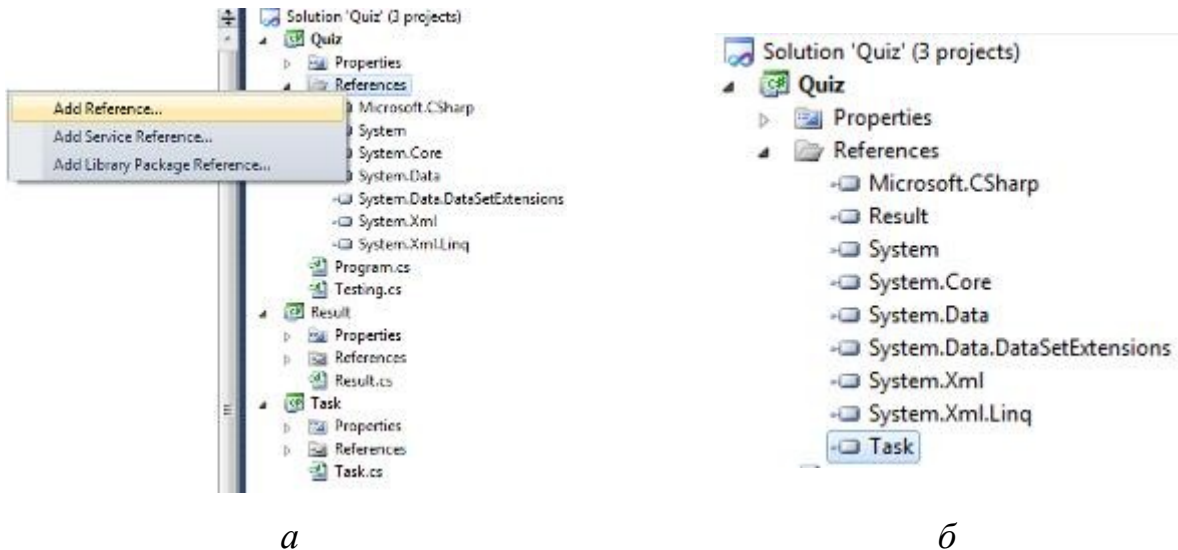 Solution 'Quiz' (3 projects)
Quiz
Properties
References
Add Reference...
Add Service Reference...
Add Library Package Reference...
Microsoft.CSharp
System
System.Core
System.Data
System.Data.DataSetExtensions
System.Xml
System.Xml.Linq
Program.cs
Testing.cs
Result
Properties
References
Result.cs
Task
Properties
References
Task.cs
а
Solution 'Quiz' (3 projects)
Quiz
Properties
References
Microsoft.CSharp
Result
System
System.Core
System.Data
System.Data.DataSetExtensions
System.Xml
System.Xml.Linq
Task
б